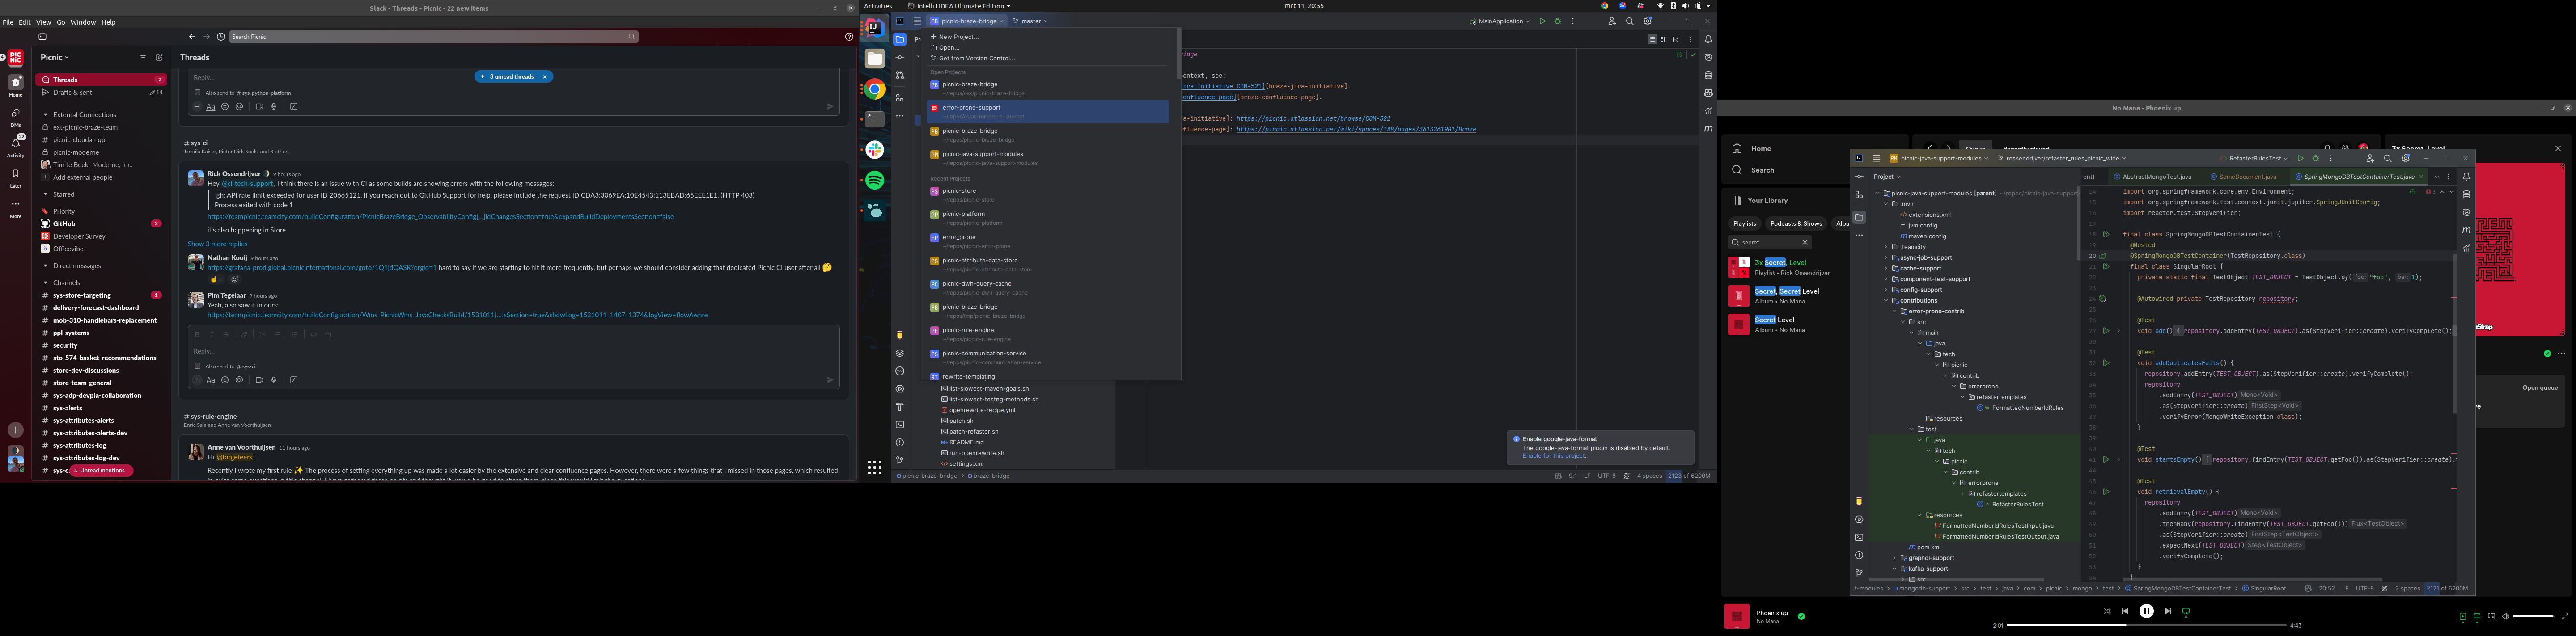 Slack - Threads - Picnic - 22 new items
File Edit View Go Window Help
Search Picnic
Picnic
Threads 2
Drafts & sent 14
External Connections
ext-picnic-braze-team
picnic-cloudamqp
picnic-moderne
Tim te Beek Moderne, Inc.
Add external people
Starred
Priority
GitHub 2
Developer Survey
Officevibe
Direct messages
Channels
sys-store-targeting 1
delivery-forecast-dashboard
mob-310-handlebars-replacement
ppl-systems
security
sto-574-basket-recommendations
store-dev-discussions
store-team-general
sys-adp-devpla-collaboration
sys-alerts
sys-attributes-alerts
sys-attributes-alerts-dev
sys-attributes-log
sys-attributes-log-dev
Unread mentions
Home
DMs
Activity
Later
More
Threads
3 unread threads
Reply...
Also send to # sys-python-platform
# sys-ci
Jarmila Kaiser, Pieter Dirk Soels, and 3 others
Rick Ossendrijver 9 hours ago
Hey @ci-tech-support, I think there is an issue with CI as some builds are showing errors with the following messages:
gh: API rate limit exceeded for user ID 20665121. If you reach out to GitHub Support for help, please include the request ID CDA3:3069EA:10E4543:113EBAD:65EEE1E1. (HTTP 403)
Process exited with code 1
https://teampicnic.teamcity.com/buildConfiguration/PicnicBrazeBridge_ObservabilityConfig[...]ldChangesSection=true&expandBuildDeploymentsSection=false
it's also happening in Store
Show 3 more replies
Nathan Kooij 9 hours ago
https://grafana-prod.global.picnicinternational.com/goto/1Q1jdQASR?orgId=1 hard to say if we are starting to hit it more frequently, but perhaps we should consider adding that dedicated Picnic CI user after all
Pim Tegelaar 9 hours ago
Yeah, also saw it in ours:
https://teampicnic.teamcity.com/buildConfiguration/Wms_PicnicWms_JavaChecksBuild/1531011[...]sSection=true&showLog=1531011_1407_1374&logView=flowAware
Reply...
Also send to # sys-ci
# sys-rule-engine
Enric Sala and Anne van Voorthuijsen
Anne van Voorthuijsen 11 hours ago
Hi @targeteers!
Recently I wrote my first rule ✨ The process of setting everything up was made a lot easier by the extensive and clear confluence pages. However, there were a few things that I missed in those pages, which resulted
Activities IntelliJ IDEA Ultimate Edition mrt 11 20:55
picnic-braze-bridge master MainApplication
New Project...
Open...
Get from Version Control...
Open Projects
picnic-braze-bridge
error-prone-support
picnic-braze-bridge
~/repos/picnic-braze-bridge
picnic-java-support-modules
~/repos/picnic-java-support-modules
Recent Projects
picnic-store
~/repos/picnic-store
picnic-platform
~/repos/picnic-platform
error_prone
~/repos/error_prone
picnic-attribute-data-store
~/repos/picnic-attribute-data-store
picnic-dwh-query-cache
~/repos/picnic-dwh-query-cache
picnic-braze-bridge
picnic-rule-engine
~/repos/picnic-rule-engine
picnic-communication-service
~/repos/picnic-communication-service
rewrite-templating
list-slowest-maven-goals.sh
list-slowest-testng-methods.sh
openrewrite-recipe.yml
patch.sh
patch-refaster.sh
README.md
run-openrewrite.sh
settings.xml
context, see:
Jira Initiative COM-521][braze-jira-initiative].
Confluence page][braze-confluence-page].
https://picnic.atlassian.net/browse/COM-521
https://picnic.atlassian.net/wiki/spaces/TAR/pages/3613261901/Braze
Enable google-java-format
The google-java-format plugin is disabled by default.
Enable for this project.
picnic-braze-bridge braze-bridge
9:1 LF UTF-8 4 spaces 2123 of 6200M
No Mana - Phoenix up
Home
Search
Your Library
Playlists Podcasts & Shows
secret
3x Secret, Level
Playlist • Rick Ossendrijver
Secret, Secret Level
Album • No Mana
Secret Level
Album • No Mana
Open queue
Phoenix up
No Mana
2:01 4:43
picnic-java-support-modules rossendrijver/refaster_rules_picnic_wide RefasterRulesTest
Project
picnic-java-support-modules [parent] ~/repos/picnic-java-support
.mvn
extensions.xml
jvm.config
maven.config
.teamcity
async-job-support
cache-support
component-test-support
config-support
contributions
error-prone-contrib
src
main
java
tech
picnic
contrib
errorprone
refastertemplates
FormattedNumberIdRules
resources
test
java
tech
picnic
contrib
errorprone
refastertemplates
RefasterRulesTest
resources
FormattedNumberIdRulesTestInput.java
FormattedNumberIdRulesTestOutput.java
pom.xml
graphql-support
kafka-support
src
AbstractMongoTest.java SomeDocument.java SpringMongoDBTestContainerTest.java
import org.springframework.core.env.Environment;
import org.springframework.test.context.junit.jupiter.SpringJUnitConfig;
import reactor.test.StepVerifier;
final class SpringMongoDBTestContainerTest {
@Nested
@SpringMongoDBTestContainer(TestRepository.class)
final class SingularRoot {
private static final TestObject TEST_OBJECT = TestObject.of( foo: "foo", bar: 1);
@Autowired private TestRepository repository;
@Test
void add() { repository.addEntry(TEST_OBJECT).as(StepVerifier::create).verifyComplete();
@Test
void addDuplicatesFails() {
repository.addEntry(TEST_OBJECT).as(StepVerifier::create).verifyComplete();
repository
.addEntry(TEST_OBJECT) Mono<Void>
.as(StepVerifier::create) FirstStep<Void>
.verifyError(MongoWriteException.class);
}
@Test
void startsEmpty() { repository.findEntry(TEST_OBJECT.getFoo()).as(StepVerifier::create).
@Test
void retrievalEmpty() {
repository
.addEntry(TEST_OBJECT) Mono<Void>
.thenMany(repository.findEntry(TEST_OBJECT.getFoo())) Flux<TestObject>
.as(StepVerifier::create) FirstStep<TestObject>
.expectNext(TEST_OBJECT) Step<TestObject>
.verifyComplete();
}
t-modules mongodb-support src test java com picnic mongo test SpringMongoDBTestContainerTest SingularRoot
20:52 LF UTF-8 2 spaces 2121 of 6200M